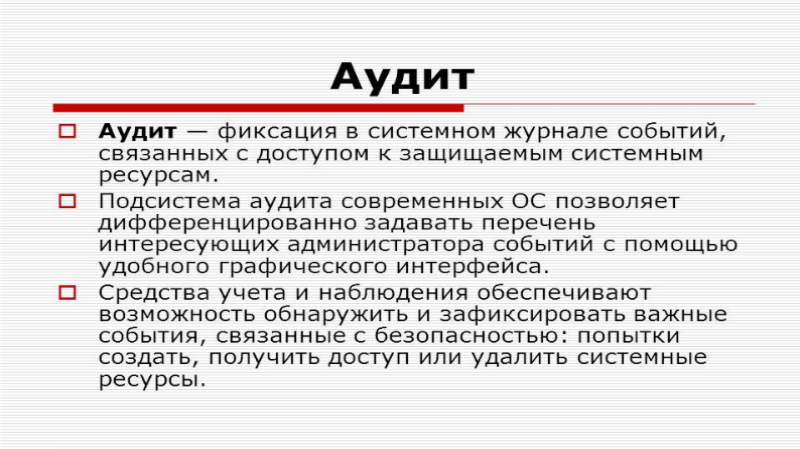 Аудит
Аудит — фиксация в системном журнале событий,
связанных с доступом к защищаемым системным
ресурсам.
Подсистема аудита современных ОС позволяет
дифференцированно задавать перечень
интересующих администратора событий с помощью
удобного графического интерфейса.
Средства учета и наблюдения обеспечивают
возможность обнаружить и зафиксировать важные
события, связанные с безопасностью: попытки
создать, получить доступ или удалить системные
ресурсы.